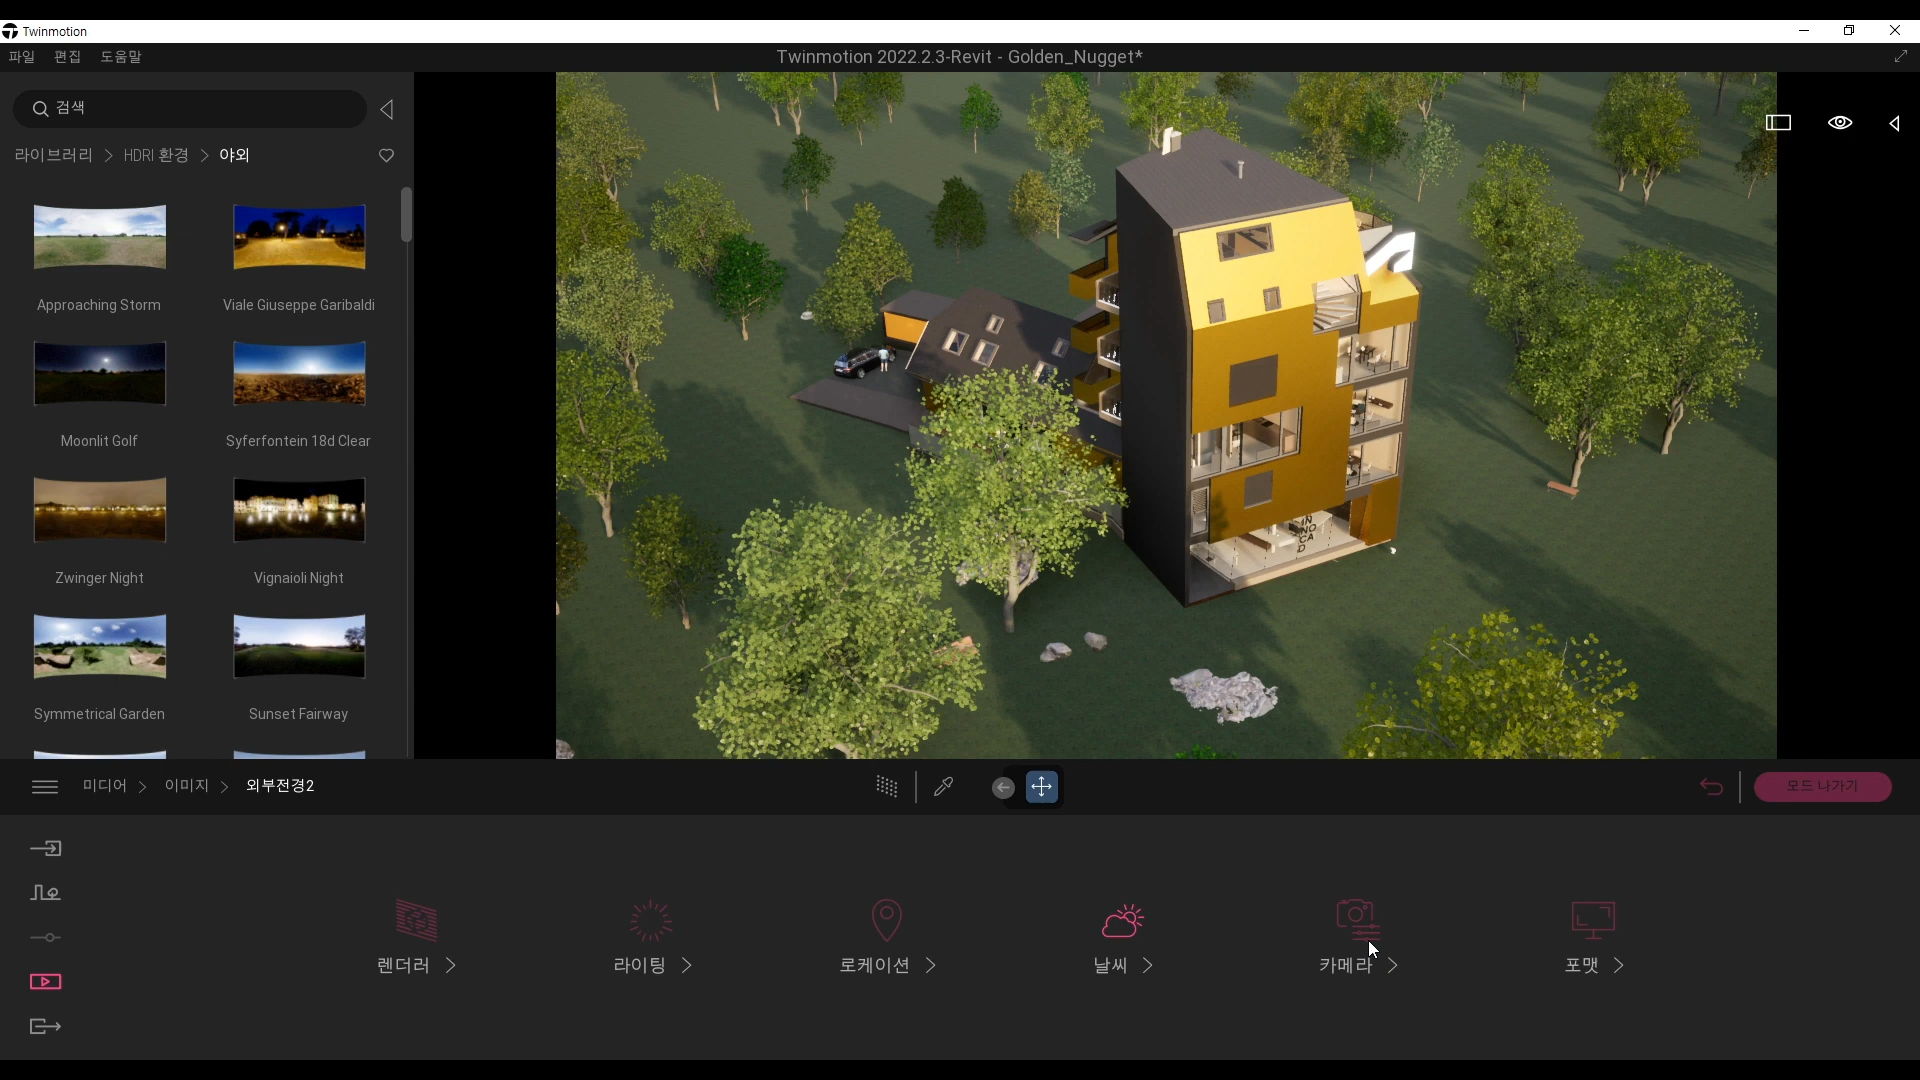 Twinmotion
파일 편집 도움말
Twinmotion 2022.2.3-Revit - Golden_Nugget*
검색
라이브러리 > HDRI 환경 > 야외
Approaching Storm
Viale Giuseppe Garibaldi
Moonlit Golf
Syferfontein 18d Clear
Zwinger Night
Vignaioli Night
Symmetrical Garden
Sunset Fairway
IN
NO
CA
D
미디어 > 이미지 > 외부전경2
모드 나가기
렌더러 >
라이팅 >
로케이션 >
날씨 >
카메라 >
포맷 >